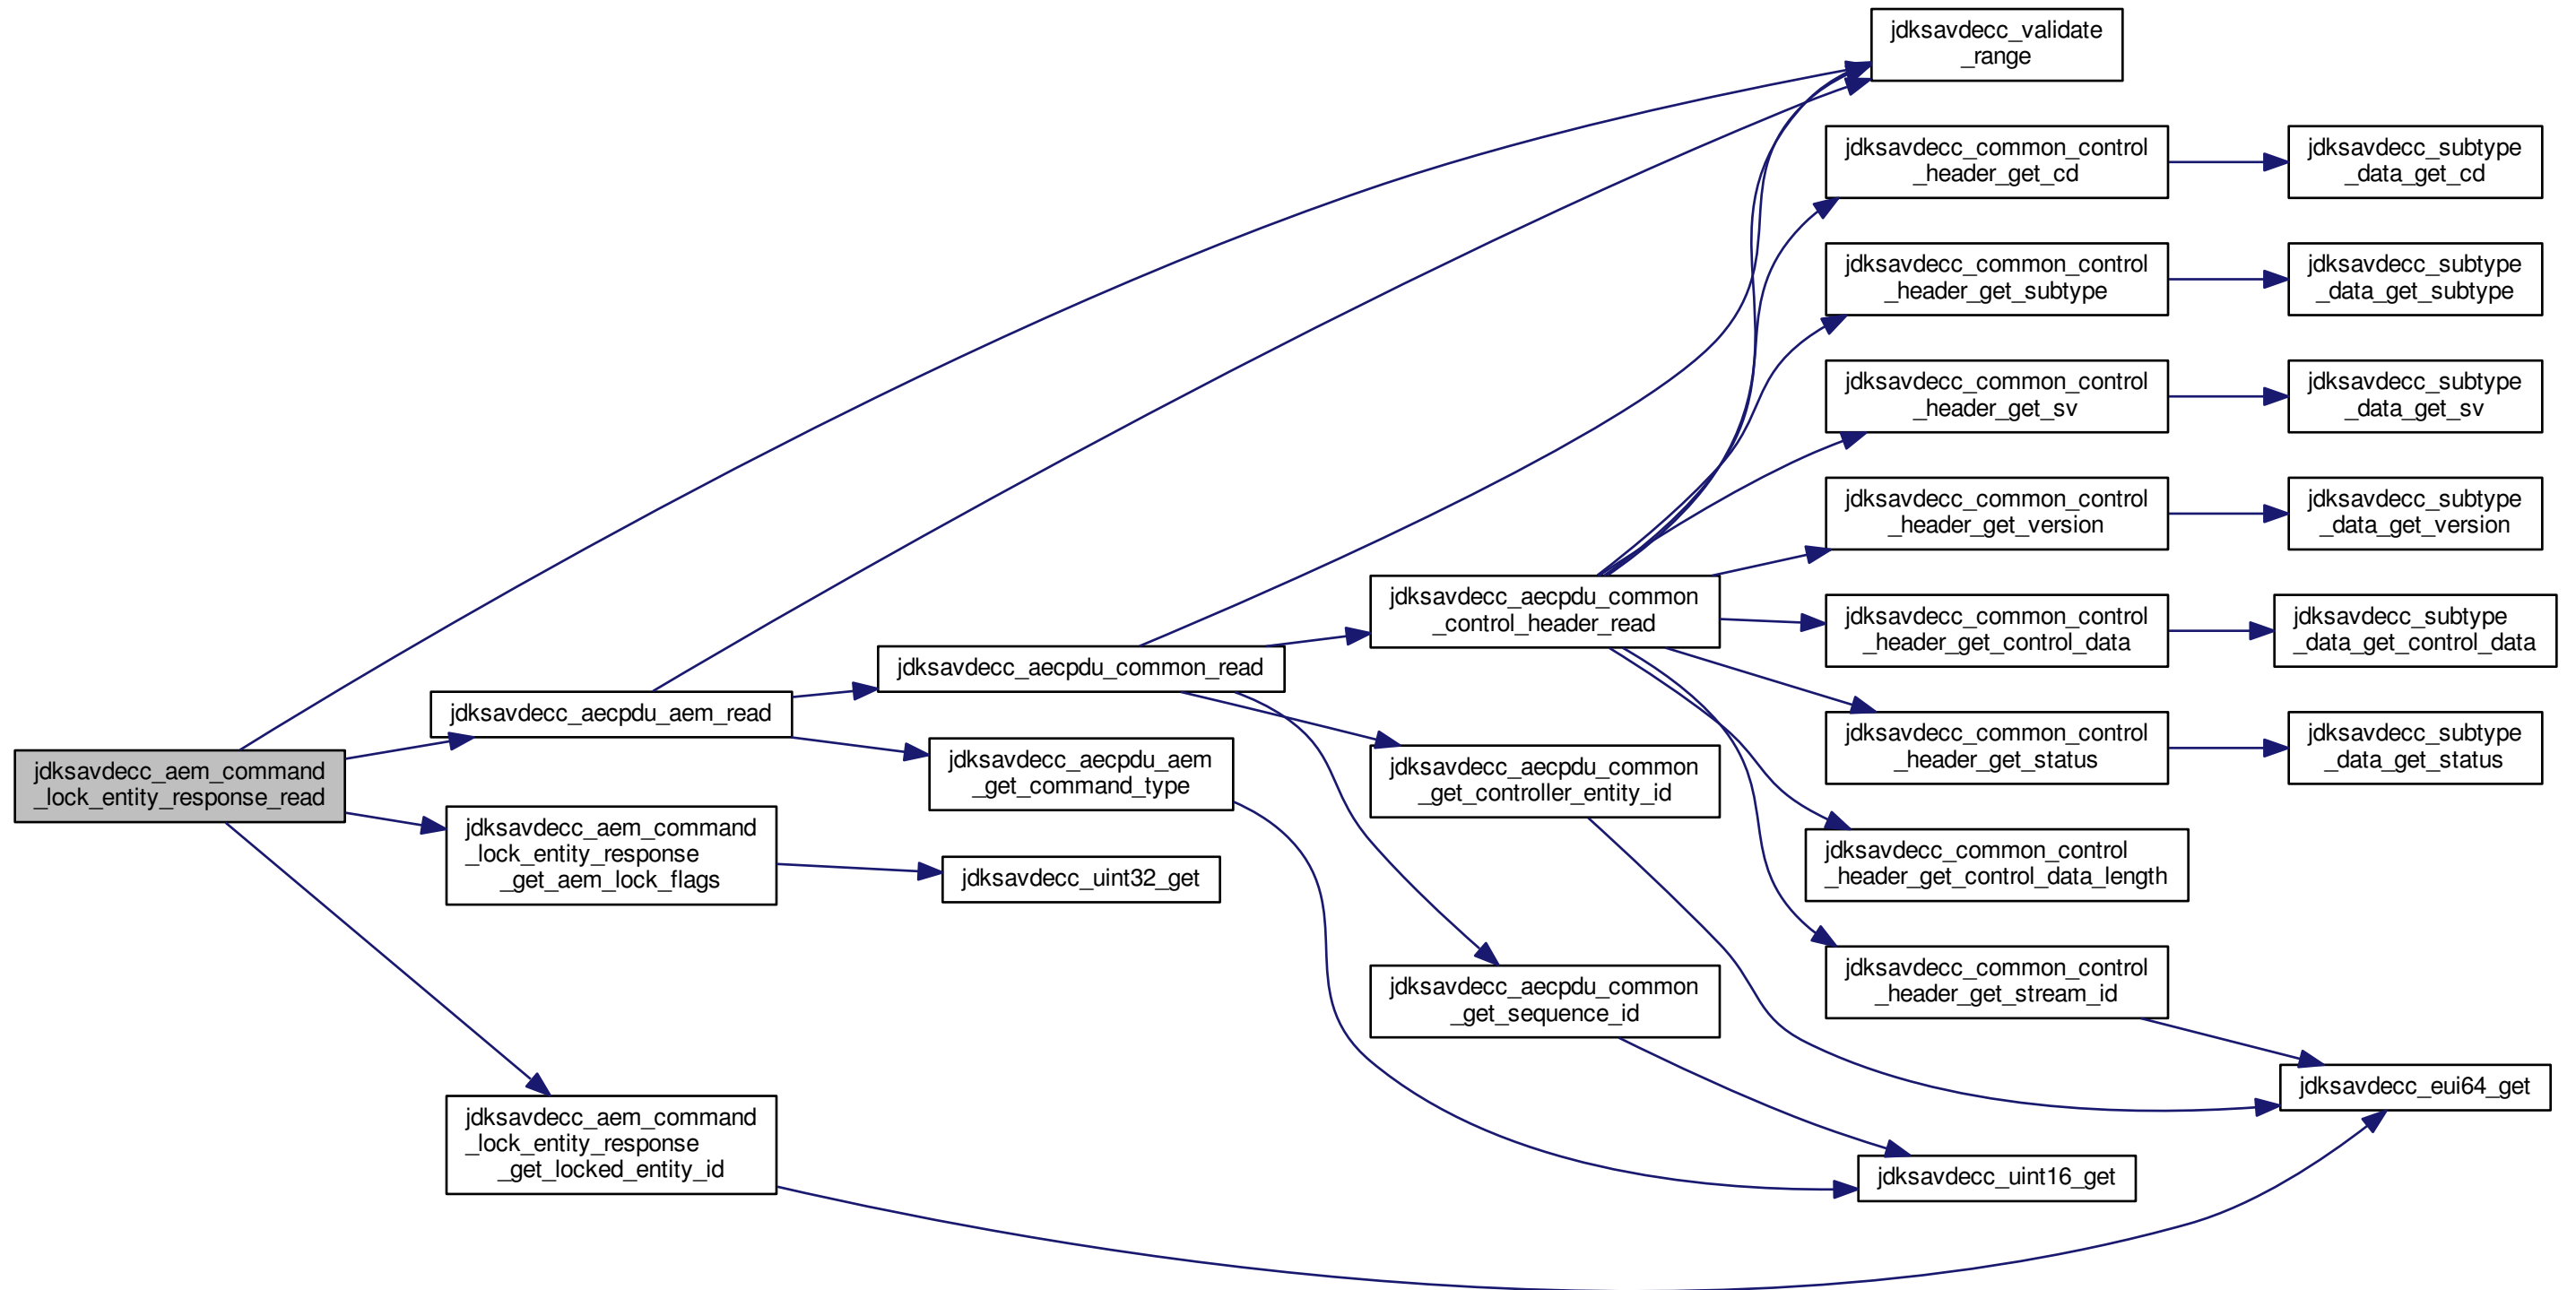 jdksavdecc_aem_command
_lock_entity_response_read
jdksavdecc_aecpdu_aem_read
jdksavdecc_aem_command
_lock_entity_response
_get_aem_lock_flags
jdksavdecc_aem_command
_lock_entity_response
_get_locked_entity_id
jdksavdecc_aecpdu_common_read
jdksavdecc_aecpdu_aem
_get_command_type
jdksavdecc_uint32_get
jdksavdecc_aecpdu_common
_control_header_read
jdksavdecc_aecpdu_common
_get_controller_entity_id
jdksavdecc_aecpdu_common
_get_sequence_id
jdksavdecc_validate
_range
jdksavdecc_common_control
_header_get_cd
jdksavdecc_common_control
_header_get_subtype
jdksavdecc_common_control
_header_get_sv
jdksavdecc_common_control
_header_get_version
jdksavdecc_common_control
_header_get_control_data
jdksavdecc_common_control
_header_get_status
jdksavdecc_common_control
_header_get_control_data_length
jdksavdecc_common_control
_header_get_stream_id
jdksavdecc_uint16_get
jdksavdecc_subtype
_data_get_cd
jdksavdecc_subtype
_data_get_subtype
jdksavdecc_subtype
_data_get_sv
jdksavdecc_subtype
_data_get_version
jdksavdecc_subtype
_data_get_control_data
jdksavdecc_subtype
_data_get_status
jdksavdecc_eui64_get